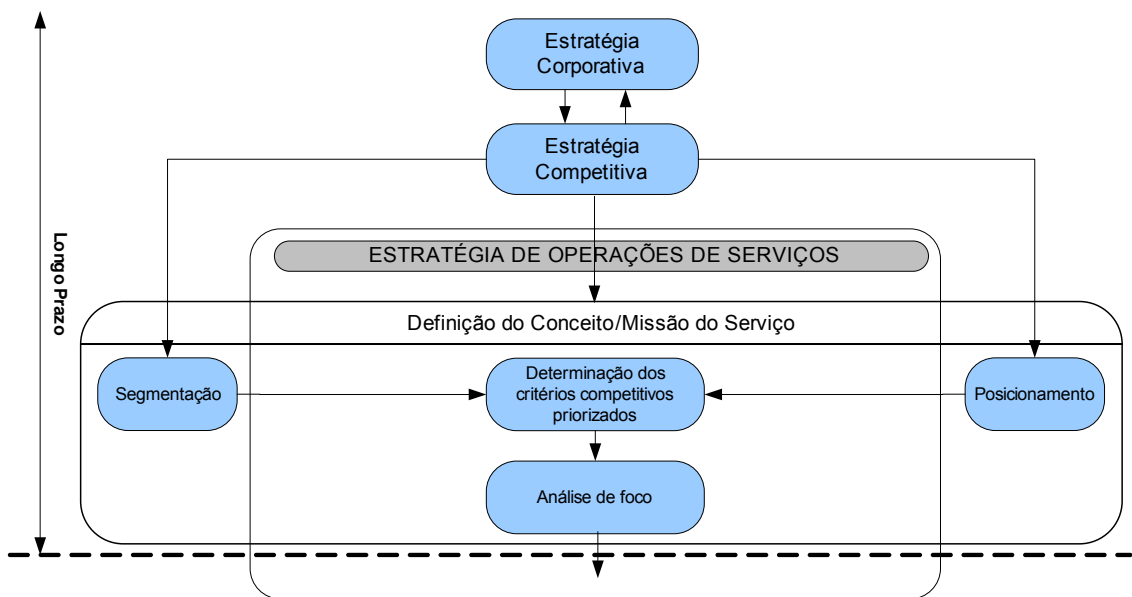 Estratégia
Corporativa
Estratégia
Competitiva
Longo Prazo
ESTRATÉGIA DE OPERAÇÕES DE SERVIÇOS
Definição do Conceito/Missão do Serviço
Segmentação
Determinação dos
critérios competitivos
priorizados
Posicionamento
Análise de foco